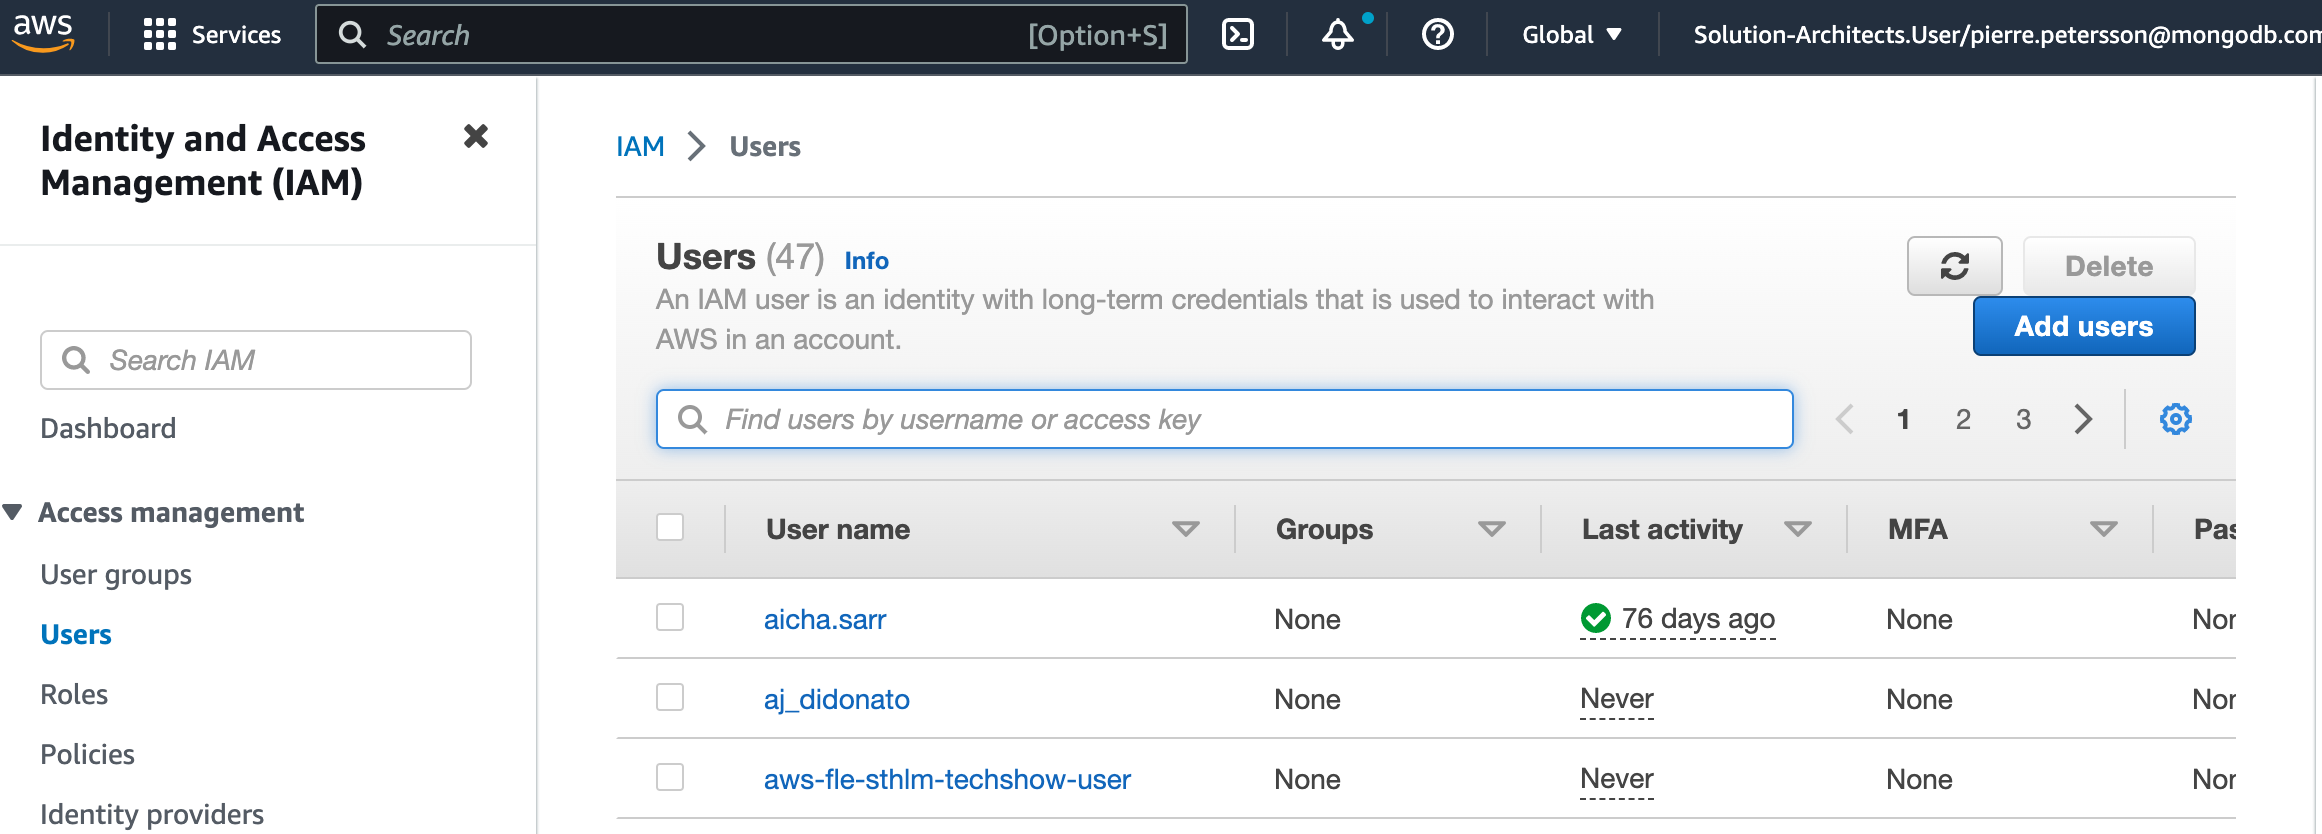 aws
Services
Search
[Option+S]
Global
Solution-Architects.User/pierre.petersson@mongodb.com
Identity and Access
Management (IAM)
Search IAM
Dashboard
Access management
User groups
Users
Roles
Policies
Identity providers
IAM
Users
Users (47) Info
An IAM user is an identity with long-term credentials that is used to interact with
AWS in an account.
Delete
Add users
Find users by username or access key
1 2 3
User name Groups Last activity MFA
aicha.sarr None 76 days ago None
aj_didonato None Never None
aws-fle-sthlm-techshow-user None Never None